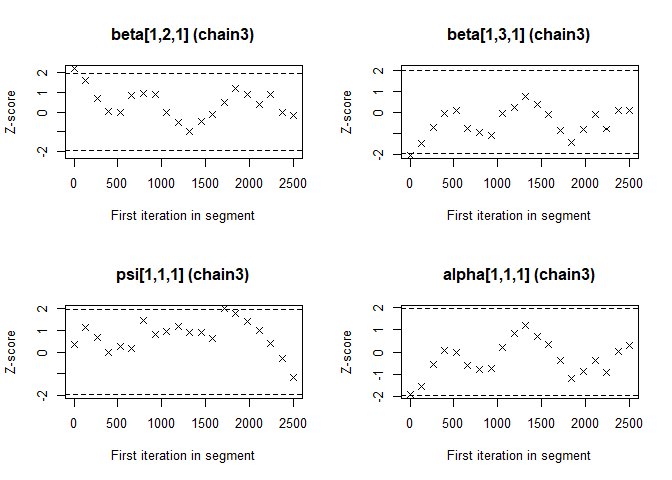 beta[1,2,1] (chain3)
Z-score
2
0
-2
0 500 1000 1500 2000 2500
First iteration in segment
beta[1,3,1] (chain3)
Z-score
2
1
0
-2
0 500 1000 1500 2000 2500
First iteration in segment
psi[1,1,1] (chain3)
Z-score
2
1
0
-2
0 500 1000 1500 2000 2500
First iteration in segment
alpha[1,1,1] (chain3)
Z-score
2
1
0
-1
-2
0 500 1000 1500 2000 2500
First iteration in segment